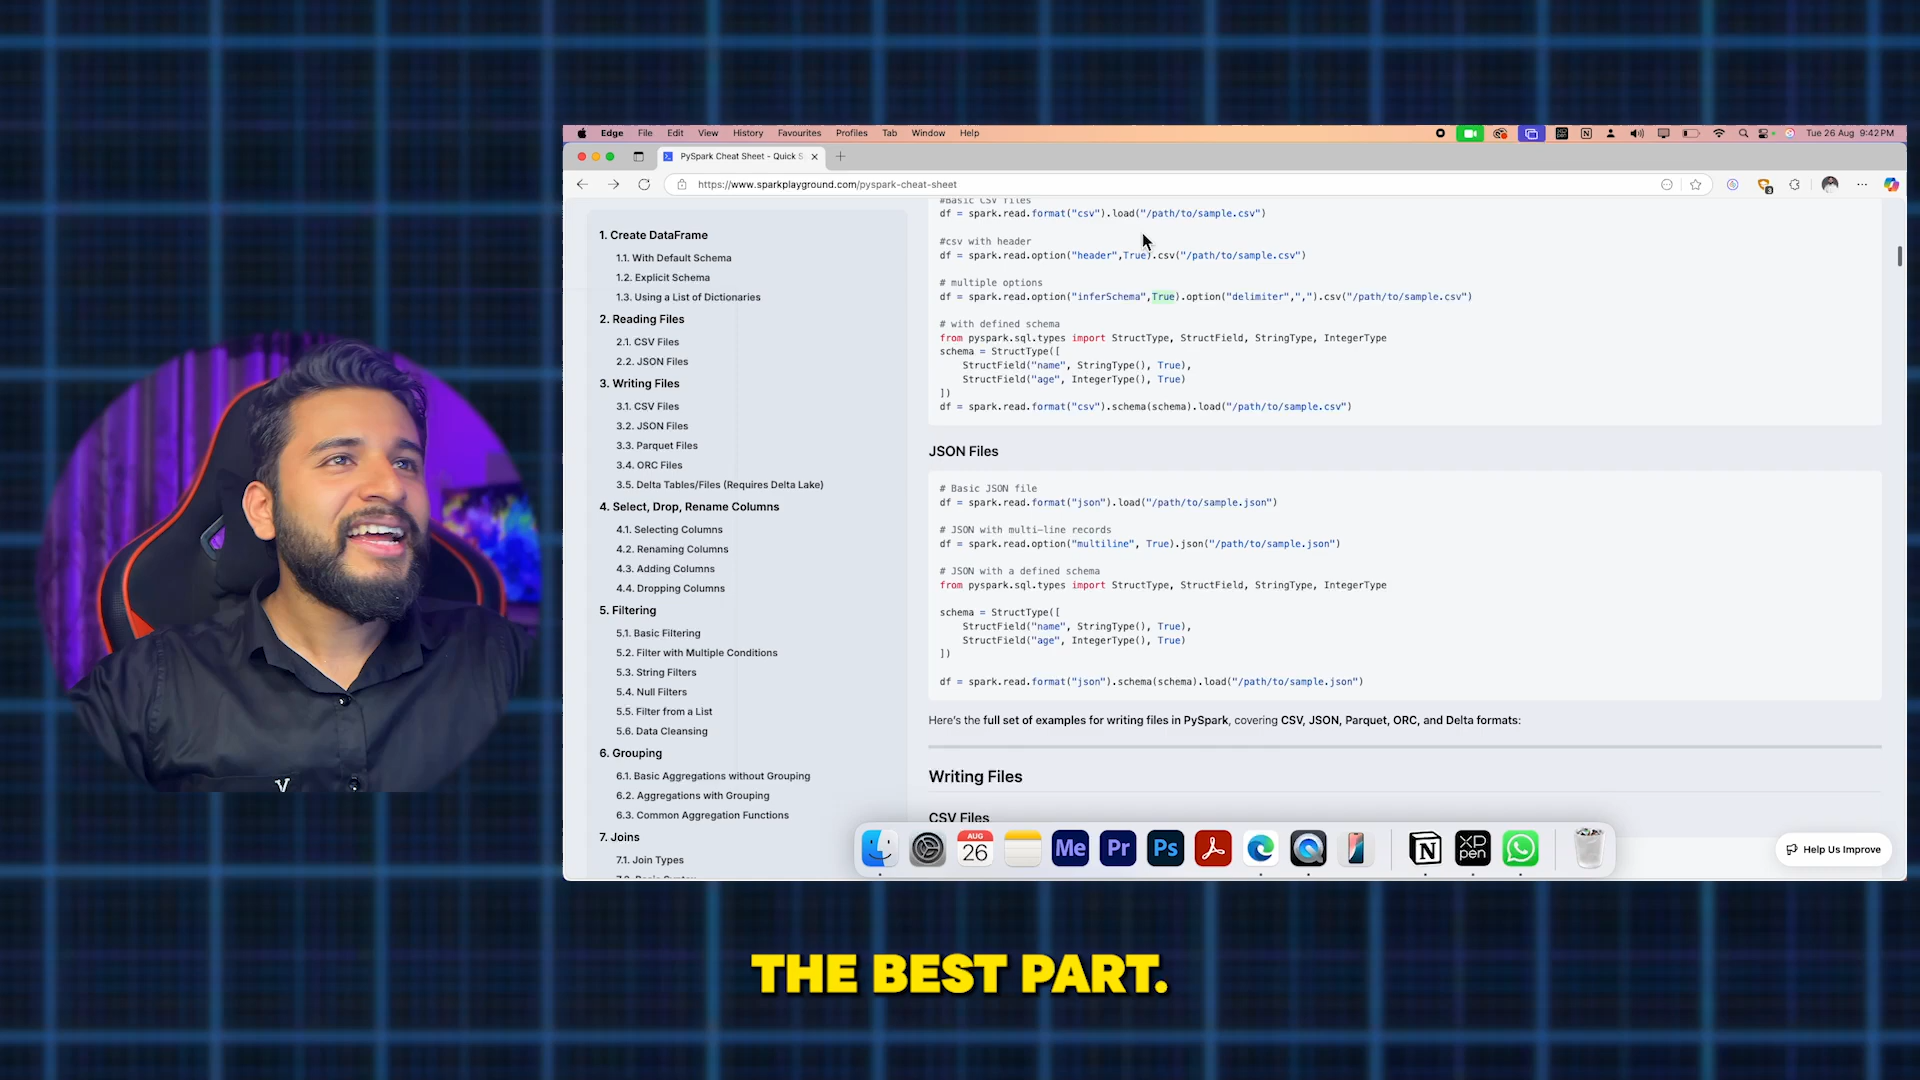 Edge File Edit View History Favourites Profiles Tab Window Help
Tue 26 Aug 9:42 PM
PySpark Cheat Sheet - Quick S
https://www.sparkplayground.com/pyspark-cheat-sheet
1. Create DataFrame
1.1. With Default Schema
1.2. Explicit Schema
1.3. Using a List of Dictionaries
2. Reading Files
2.1. CSV Files
2.2. JSON Files
3. Writing Files
3.1. CSV Files
3.2. JSON Files
3.3. Parquet Files
3.4. ORC Files
3.5. Delta Tables/Files (Requires Delta Lake)
4. Select, Drop, Rename Columns
4.1. Selecting Columns
4.2. Renaming Columns
4.3. Adding Columns
4.4. Dropping Columns
5. Filtering
5.1. Basic Filtering
5.2. Filter with Multiple Conditions
5.3. String Filters
5.4. Null Filters
5.5. Filter from a List
5.6. Data Cleansing
6. Grouping
6.1. Basic Aggregations without Grouping
6.2. Aggregations with Grouping
6.3. Common Aggregation Functions
7. Joins
7.1. Join Types
#Basic CSV files
df = spark.read.format("csv").load("/path/to/sample.csv")
#csv with header
df = spark.read.option("header",True).csv("/path/to/sample.csv")
# multiple options
df = spark.read.option("inferSchema",True).option("delimiter",",").csv("/path/to/sample.csv")
# with defined schema
from pyspark.sql.types import StructType, StructField, StringType, IntegerType
schema = StructType([
StructField("name", StringType(), True),
StructField("age", IntegerType(), True)
])
df = spark.read.format("csv").schema(schema).load("/path/to/sample.csv")
JSON Files
# Basic JSON file
df = spark.read.format("json").load("/path/to/sample.json")
# JSON with multi-line records
df = spark.read.option("multiline", True).json("/path/to/sample.json")
# JSON with a defined schema
from pyspark.sql.types import StructType, StructField, StringType, IntegerType
schema = StructType([
StructField("name", StringType(), True),
StructField("age", IntegerType(), True)
])
df = spark.read.format("json").schema(schema).load("/path/to/sample.json")
Here's the full set of examples for writing files in PySpark, covering CSV, JSON, Parquet, ORC, and Delta formats:
Writing Files
CSV Files
AUG
26
Me
Pr
Ps
XP
pen
Help Us Improve
THE BEST PART.